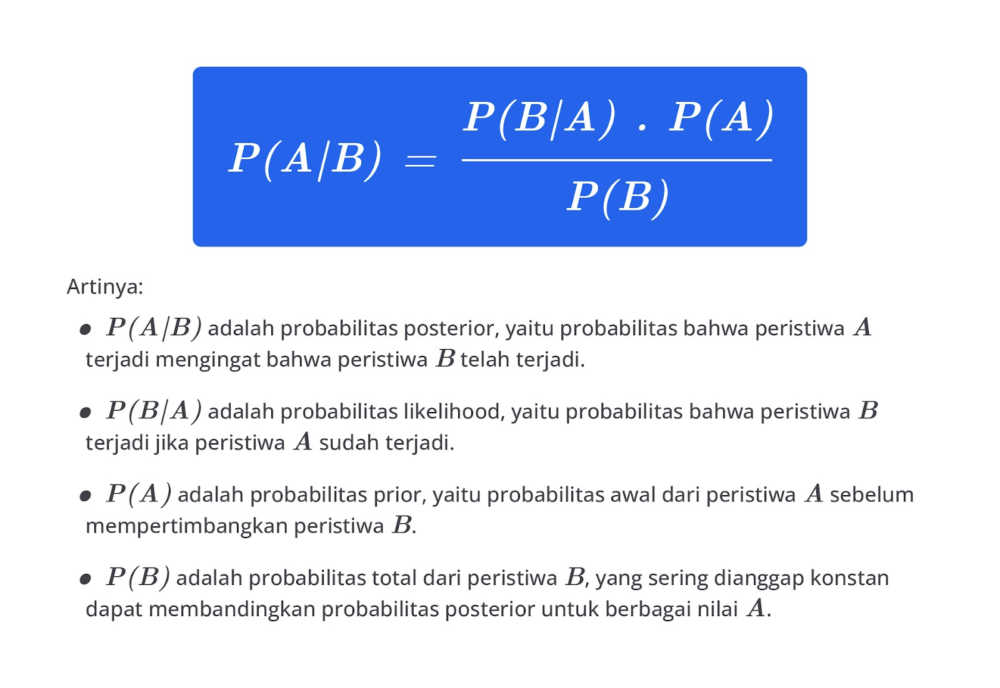 P(A|B) = P(B|A) . P(A) / P(B)
Artinya:
● P(A|B) adalah probabilitas posterior, yaitu probabilitas bahwa peristiwa A
terjadi mengingat bahwa peristiwa B telah terjadi.
● P(B|A) adalah probabilitas likelihood, yaitu probabilitas bahwa peristiwa B
terjadi jika peristiwa A sudah terjadi.
● P(A) adalah probabilitas prior, yaitu probabilitas awal dari peristiwa A sebelum
mempertimbangkan peristiwa B.
● P(B) adalah probabilitas total dari peristiwa B, yang sering dianggap konstan
dapat membandingkan probabilitas posterior untuk berbagai nilai A.